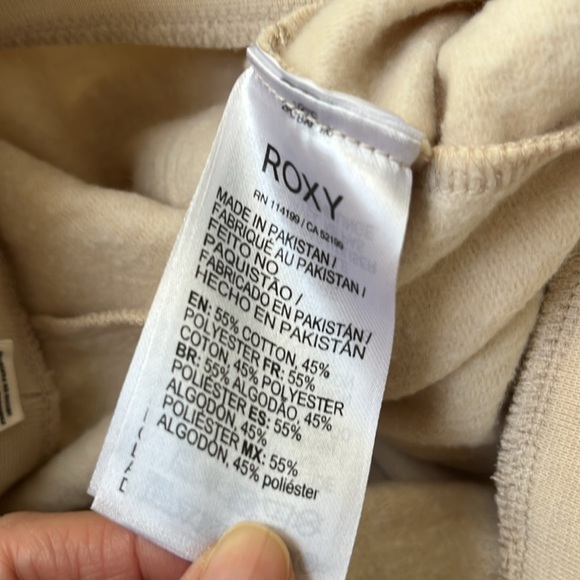 ROXY
RN 114199 / CA 52199
MADE IN PAKISTAN /
FABRIQUÉ AU PAKISTAN /
FEITO NO
PAQUISTÃO /
FABRICADO EN PAKISTÁN /
HECHO EN PAKISTÁN
EN: 55% COTTON, 45%
POLYESTER FR: 55%
COTON, 45% POLYESTER
BR: 55% ALGODÃO, 45%
POLIÉSTER ES: 55%
ALGODÓN, 45%
POLIÉSTER MX: 55%
ALGODÓN, 45% poliéster